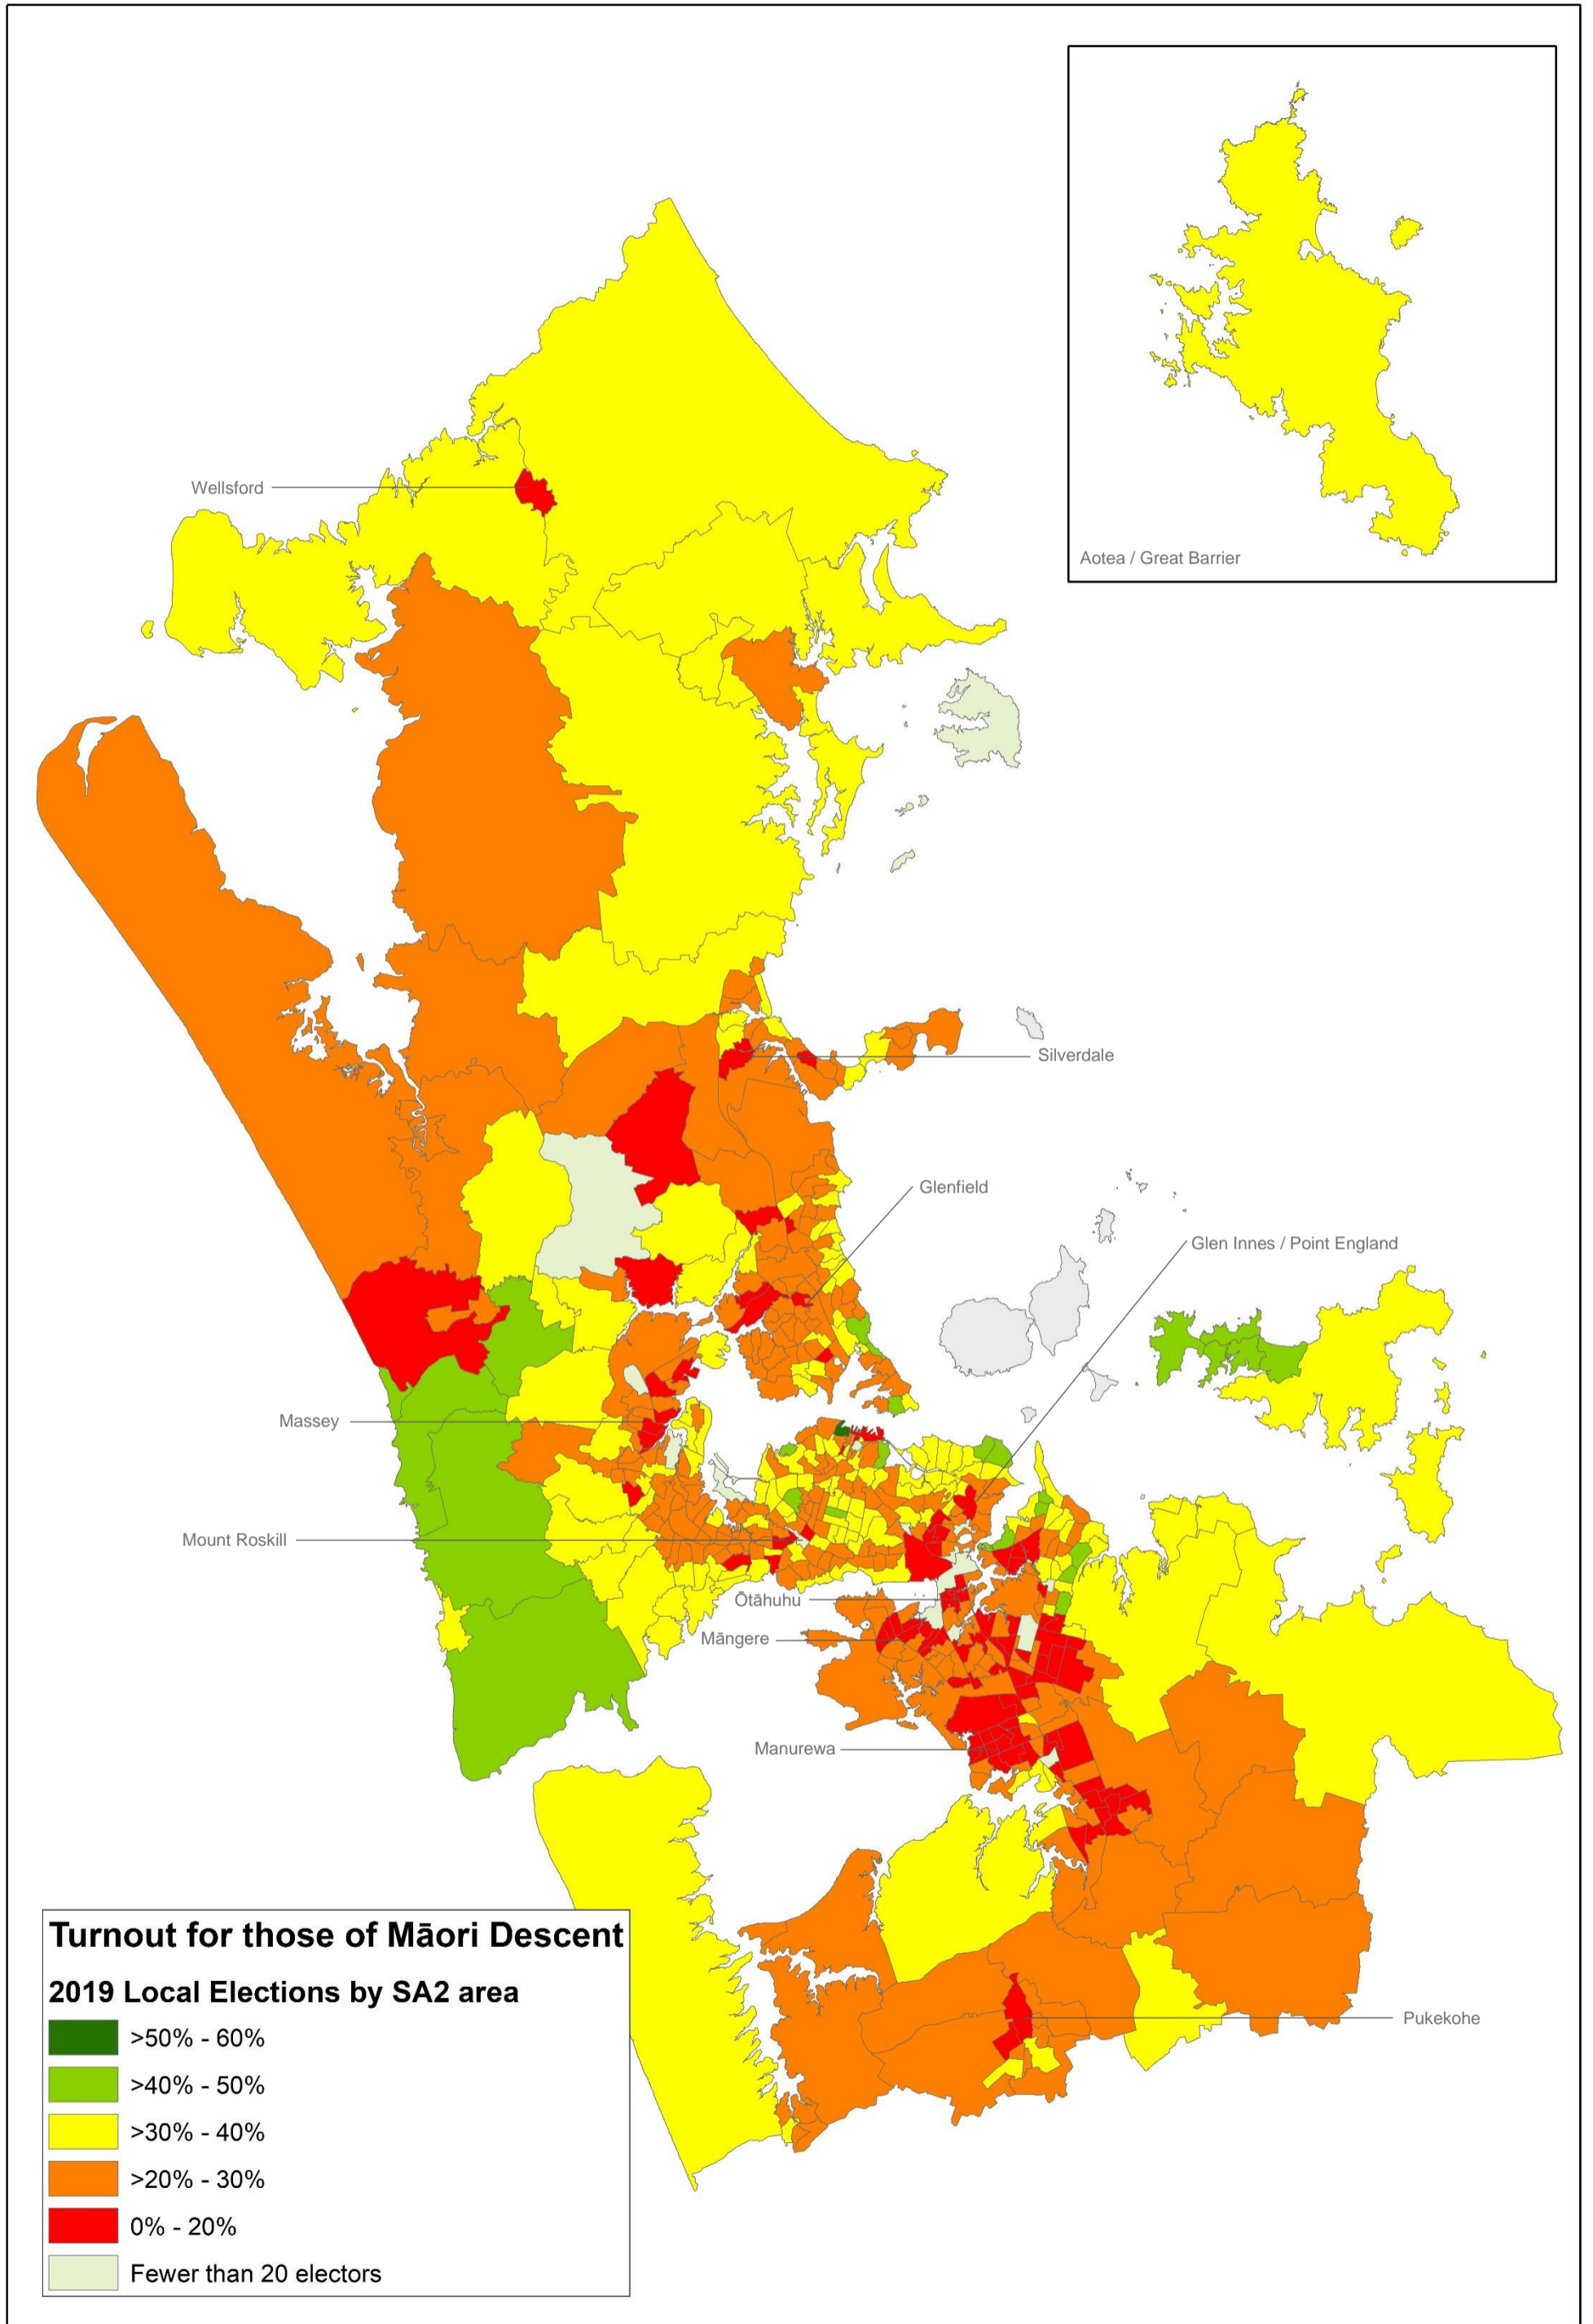 Aotea / Great Barrier
Wellsford
Silverdale
Glenfield
Glen Innes / Point England
Massey
Mount Roskill
Ōtāhuhu
Māngere
Manurewa
Pukekohe
Turnout for those of Māori Descent
2019 Local Elections by SA2 area
>50% - 60%
>40% - 50%
>30% - 40%
>20% - 30%
0% - 20%
Fewer than 20 electors